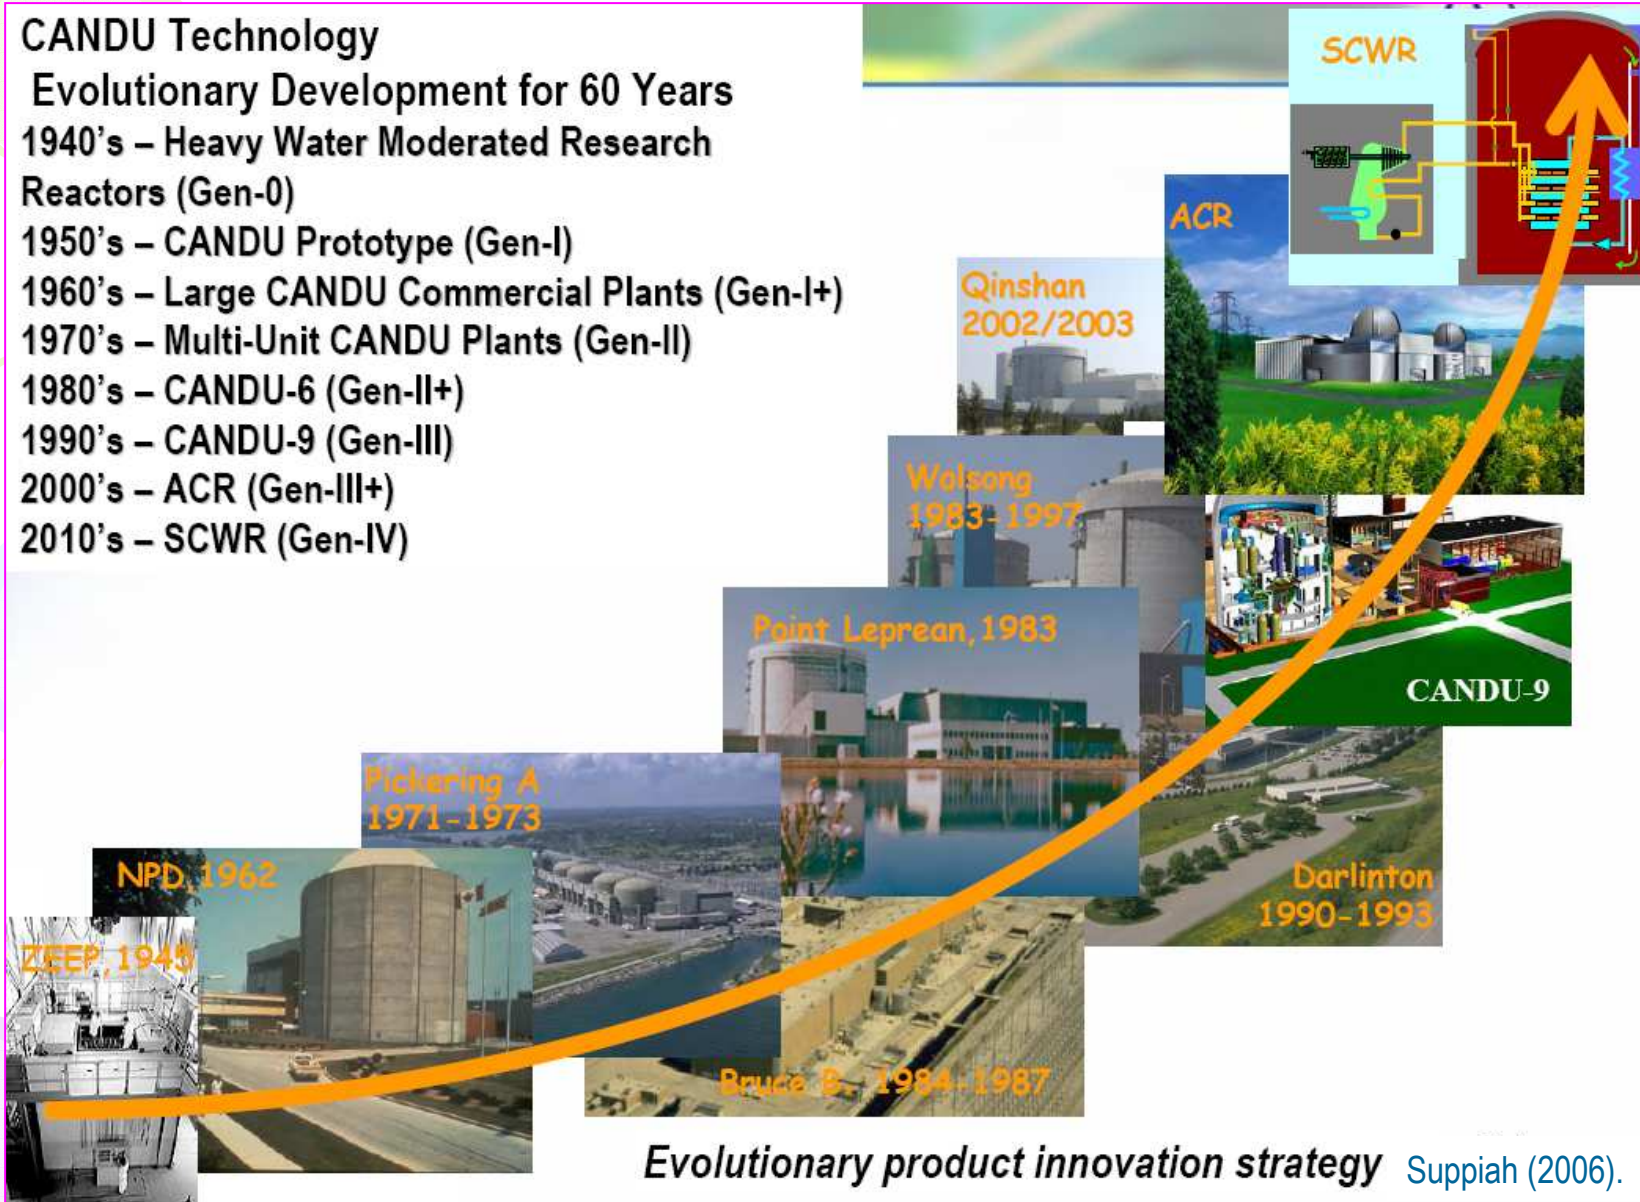 CANDU Technology
Evolutionary Development for 60 Years
1940's – Heavy Water Moderated Research
Reactors (Gen-0)
1950's – CANDU Prototype (Gen-I)
1960's – Large CANDU Commercial Plants (Gen-I+)
1970's – Multi-Unit CANDU Plants (Gen-II)
1980's – CANDU-6 (Gen-II+)
1990's – CANDU-9 (Gen-III)
2000's – ACR (Gen-III+)
2010's – SCWR (Gen-IV)
SCWR
ACR
Qinshan
2002/2003
Wolsong
1983-1997
CANDU-9
Point Leprean, 1983
Pickering A
1971-1973
Darlinton
1990-1993
NPD, 1962
ZEEP, 1945
Bruce B, 1984-1987
Evolutionary product innovation strategy
Suppiah (2006).